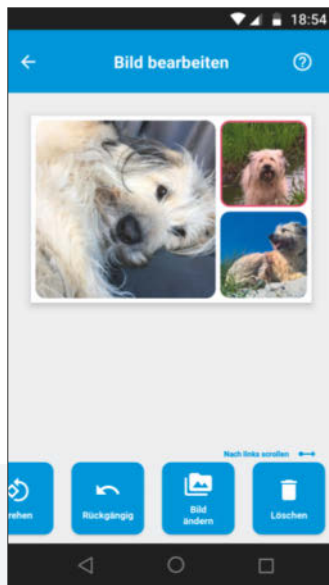 18:54
Bild bearbeiten
Nach links scrollen
rehen
Rückgängig
Bild
ändern
Löschen